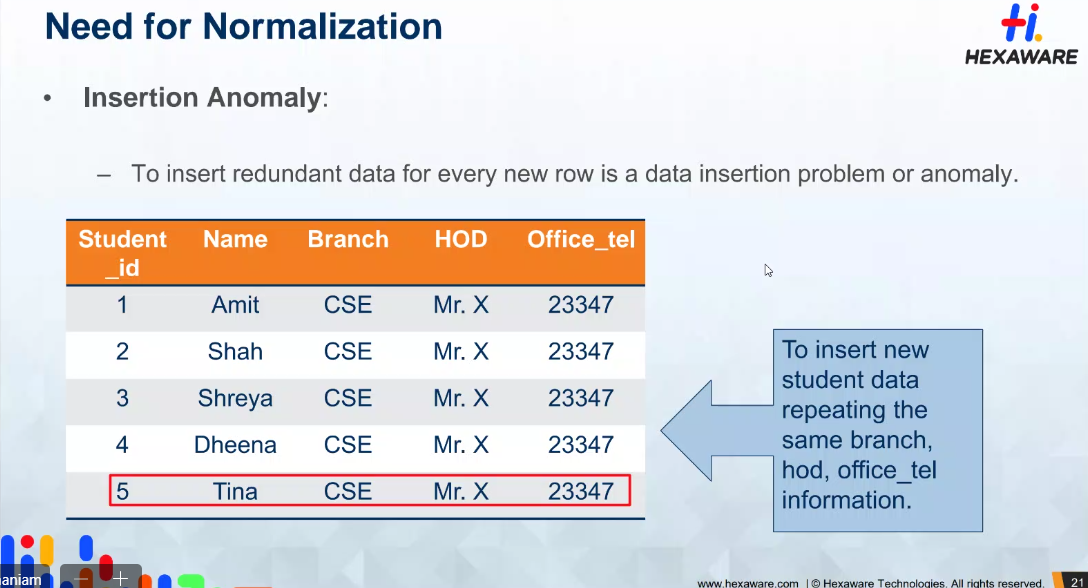 Need for Normalization
HEXAWARE
• Insertion Anomaly:
– To insert redundant data for every new row is a data insertion problem or anomaly.
Student Name Branch HOD Office_tel
_id
1 Amit CSE Mr. X 23347
2 Shah CSE Mr. X 23347
3 Shreya CSE Mr. X 23347
4 Dheena CSE Mr. X 23347
5 Tina CSE Mr. X 23347
To insert new
student data
repeating the
same branch,
hod, office_tel
information.
aniam
www.hexaware.com | © Hexaware Technologies. All rights reserved. 21